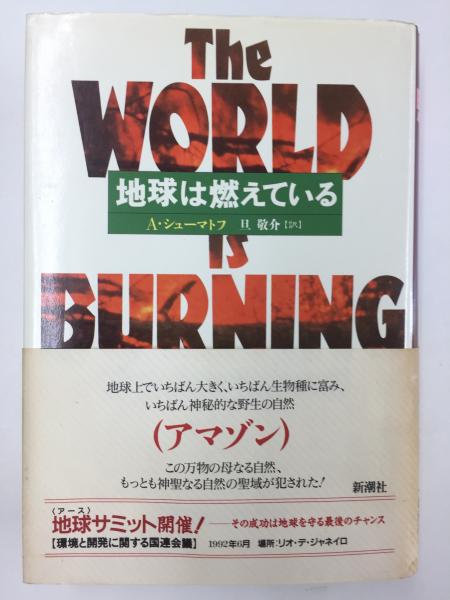 The
WORLD
地球は燃えている
A・シューマトフ 旦 敬介[訳]
IS
BURNING
地球上でいちばん大きく、いちばん生物種に富み、
いちばん神秘的な野生の自然
(アマゾン)
この万物の母なる自然、
もっとも神聖なる自然の聖域が犯された!
新潮社
〈アース〉
地球サミット開催!――その成功は地球を守る最後のチャンス
【環境と開発に関する国連会議】 1992年6月 場所:リオ・デ・ジャネイロ